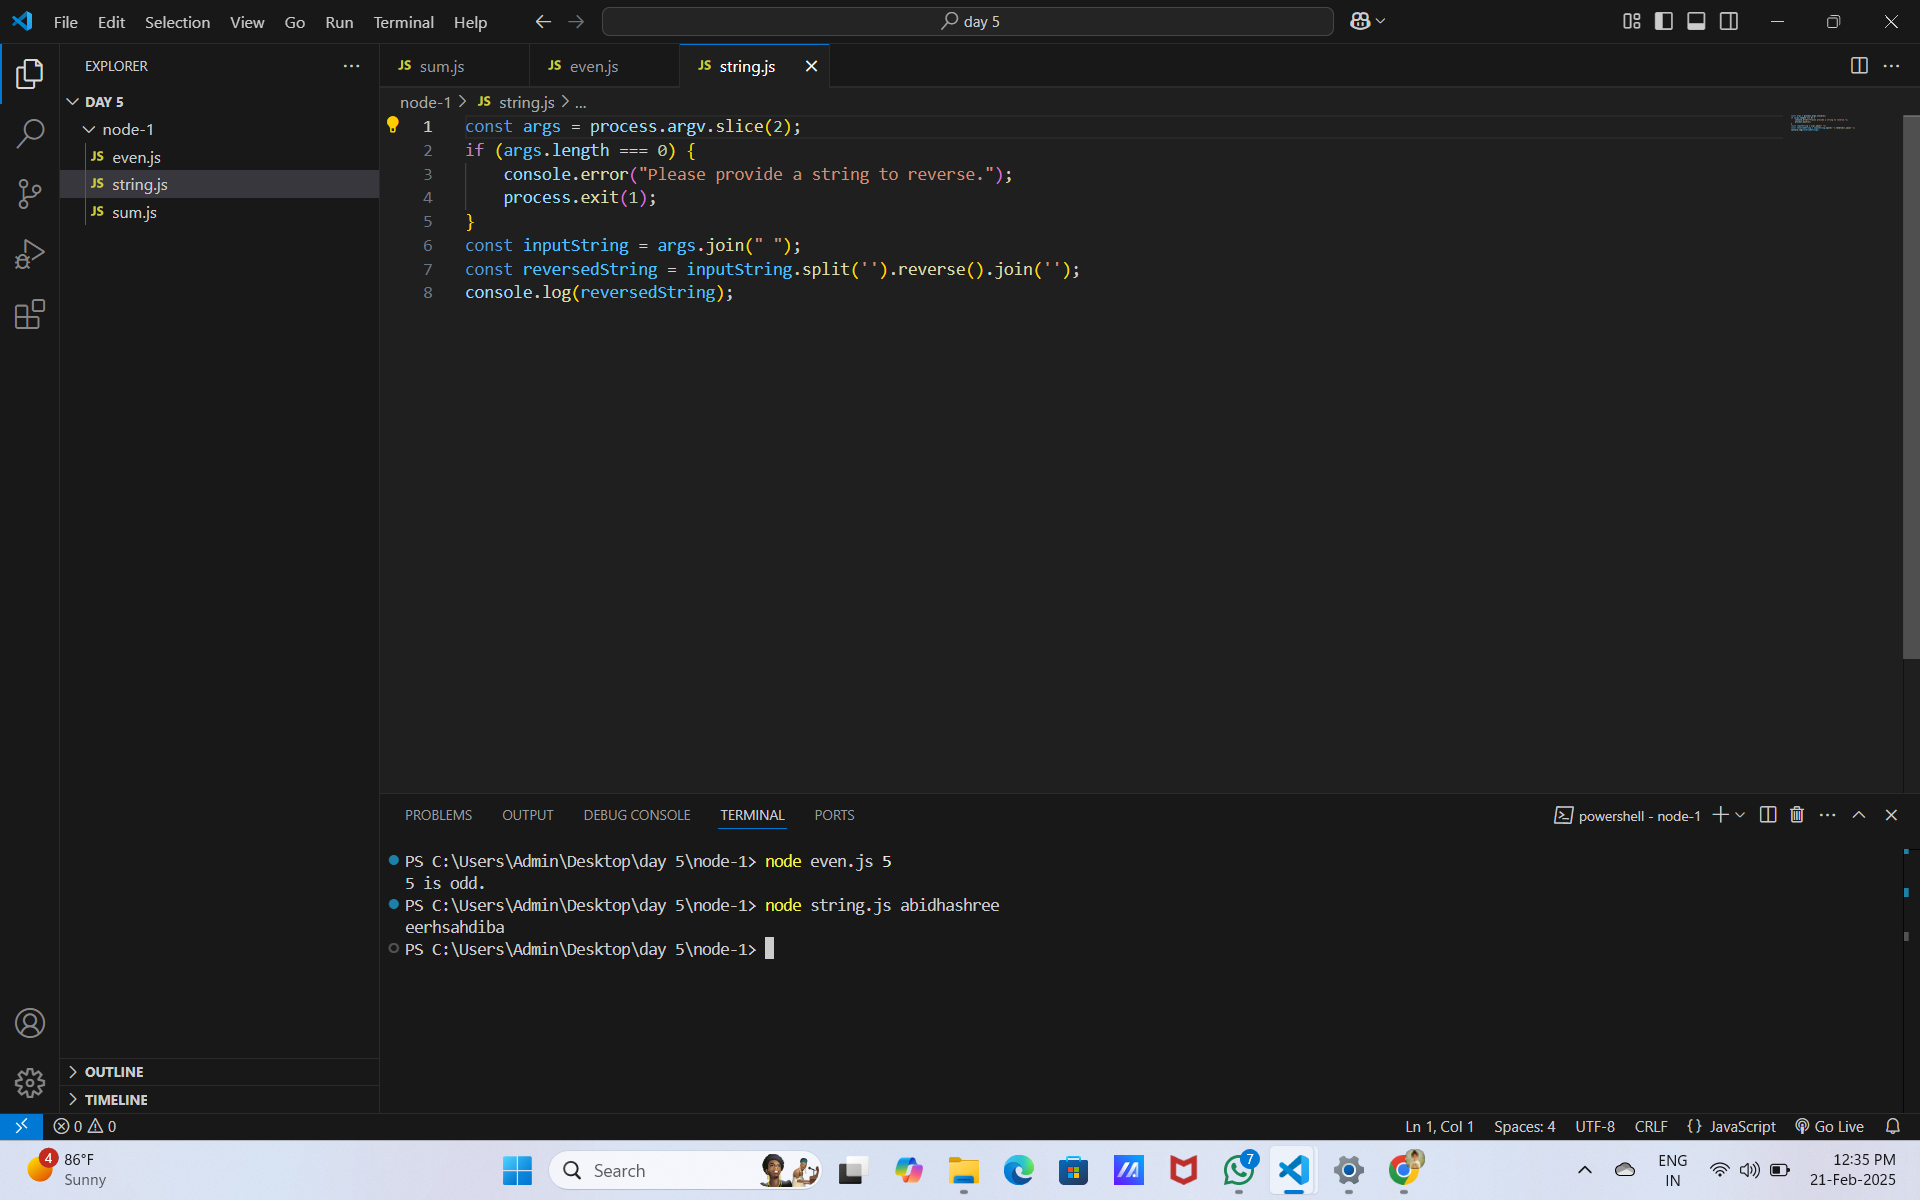 File Edit Selection View Go Run Terminal Help
day 5
EXPLORER
DAY 5
node-1
JS even.js
JS string.js
JS sum.js
OUTLINE
TIMELINE
JS sum.js
JS even.js
JS string.js
node-1 > JS string.js > ...
1 const args = process.argv.slice(2);
2 if (args.length === 0) {
3 console.error("Please provide a string to reverse.");
4 process.exit(1);
5 }
6 const inputString = args.join(" ");
7 const reversedString = inputString.split('').reverse().join('');
8 console.log(reversedString);
PROBLEMS OUTPUT DEBUG CONSOLE TERMINAL PORTS
powershell - node-1
PS C:\Users\Admin\Desktop\day 5\node-1> node even.js 5
5 is odd.
PS C:\Users\Admin\Desktop\day 5\node-1> node string.js abidhashree
eerhsahdiba
PS C:\Users\Admin\Desktop\day 5\node-1>
0 0
Ln 1, Col 1 Spaces: 4 UTF-8 CRLF {} JavaScript Go Live
4
86°F
Sunny
Search
7
ENG
IN
12:35 PM
21-Feb-2025